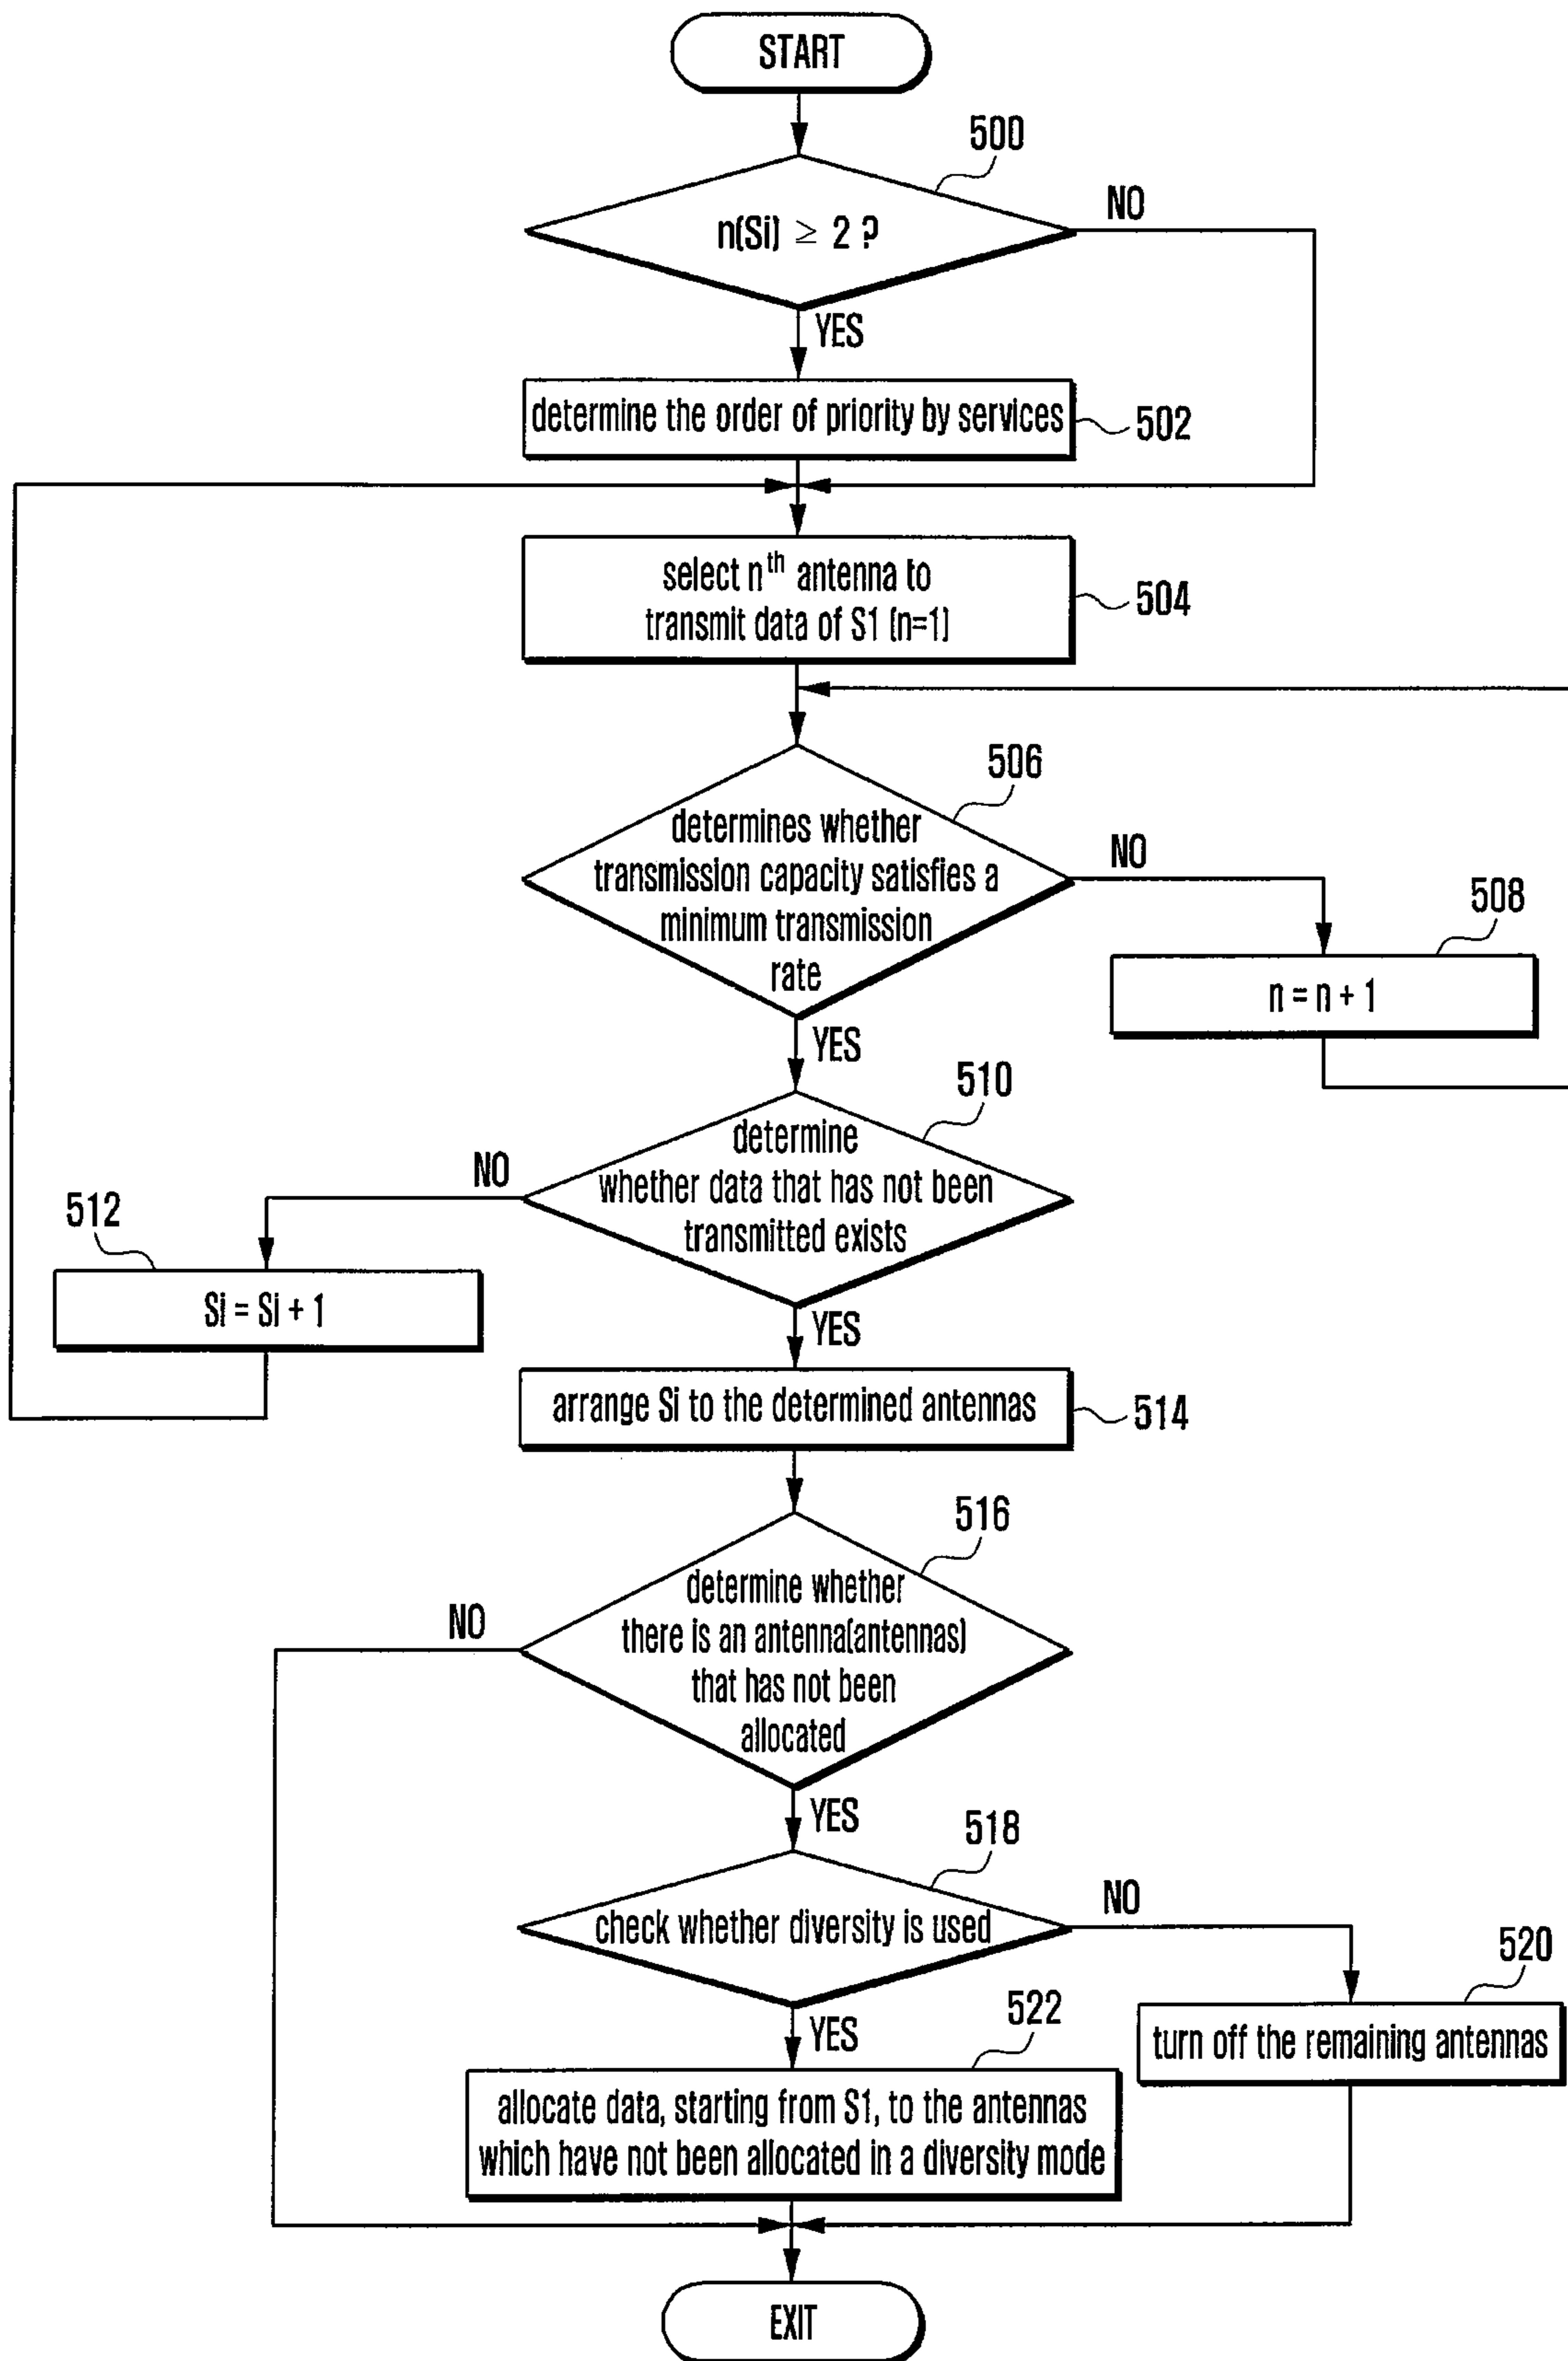 START
500
n(Si) ≥ 2 ?
NO
YES
determine the order of priority by services
502
select nth antenna to
transmit data of S1 (n=1)
504
506
determines whether
transmission capacity satisfies a
minimum transmission
rate
NO
508
n = n + 1
YES
510
determine
whether data that has not been
transmitted exists
NO
512
Si = Si + 1
YES
arrange Si to the determined antennas
514
516
determine whether
there is an antenna(antennas)
that has not been
allocated
NO
YES
518
check whether diversity is used
NO
520
turn off the remaining antennas
YES
522
allocate data, starting from S1, to the antennas
which have not been allocated in a diversity mode
EXIT